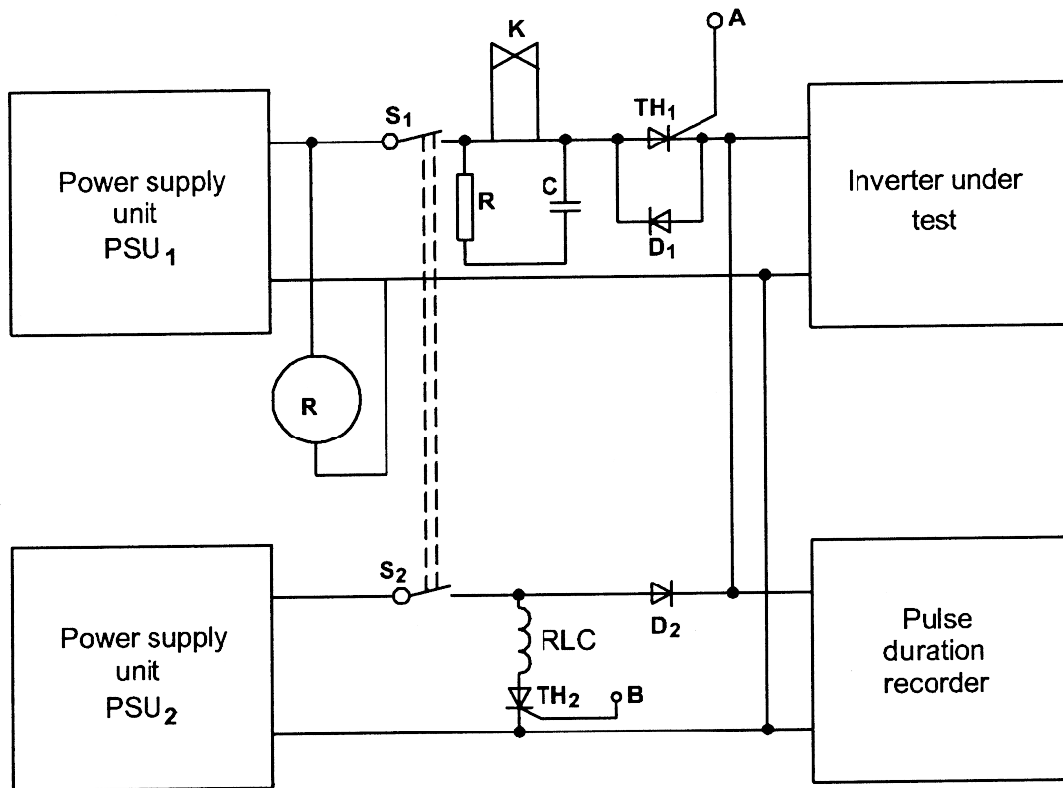 K
A
S1
TH1
Power supply
unit
PSU1
R
C
D1
Inverter under
test
R
S2
D2
RLC
Power supply
unit
PSU2
TH2
B
Pulse
duration
recorder